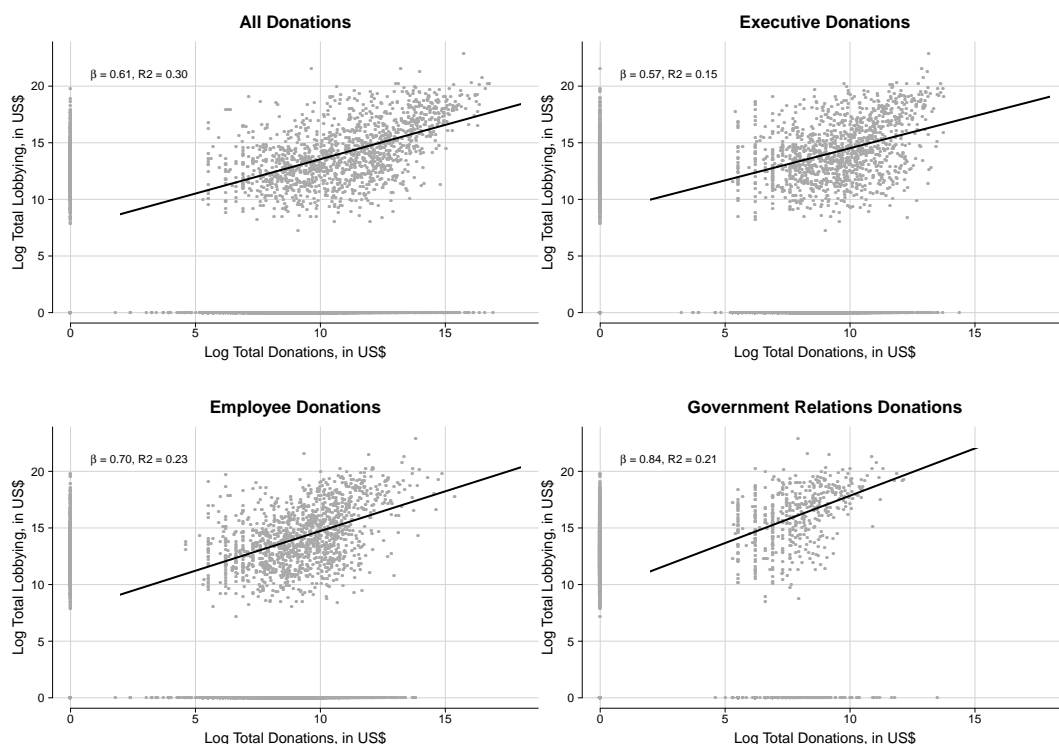 All Donations
β = 0.61, R2 = 0.30
Log Total Lobbying, in US$
20
15
10
5
0
0 5 10 15
Log Total Donations, in US$
Executive Donations
β = 0.57, R2 = 0.15
Log Total Lobbying, in US$
20
15
10
5
0
0 5 10 15
Log Total Donations, in US$
Employee Donations
β = 0.70, R2 = 0.23
Log Total Lobbying, in US$
20
15
10
5
0
0 5 10 15
Log Total Donations, in US$
Government Relations Donations
β = 0.84, R2 = 0.21
Log Total Lobbying, in US$
20
15
10
5
0
0 5 10 15
Log Total Donations, in US$